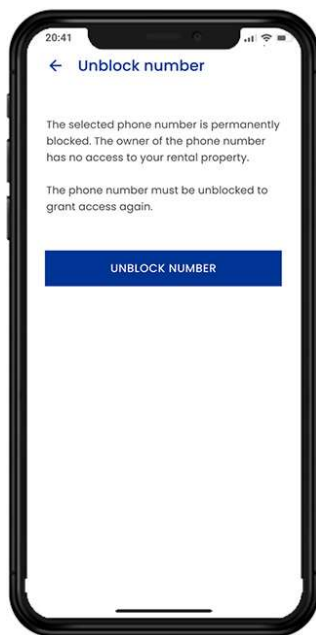 20:41
← Unblock number
The selected phone number is permanently
blocked. The owner of the phone number
has no access to your rental property.
The phone number must be unblocked to
grant access again.
UNBLOCK NUMBER